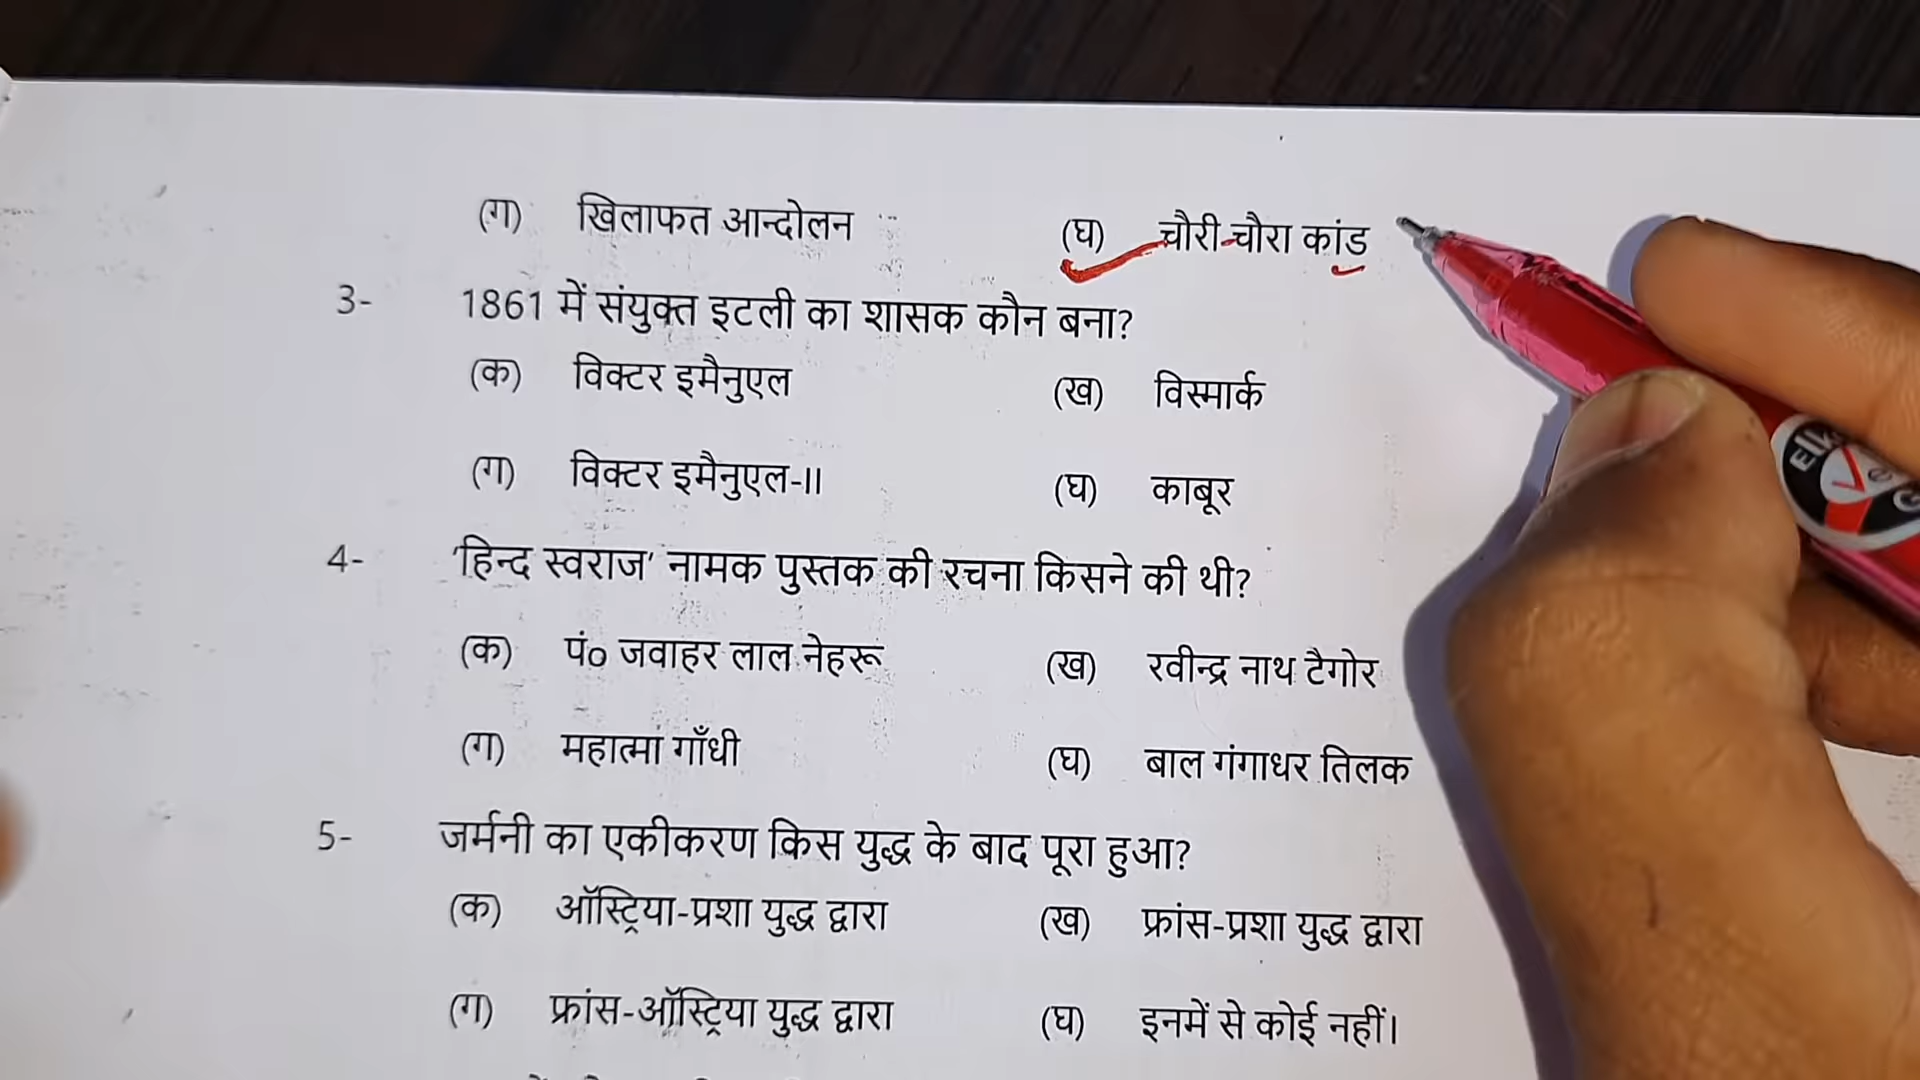 (ग) खिलाफत आन्दोलन (घ) चौरी-चौरा कांड
3- 1861 में संयुक्त इटली का शासक कौन बना?
(क) विक्टर इमैनुएल (ख) विस्मार्क
(ग) विक्टर इमैनुएल-II (घ) काबूर
4- 'हिन्द स्वराज' नामक पुस्तक की रचना किसने की थी?
(क) पं० जवाहर लाल नेहरू (ख) रवीन्द्र नाथ टैगोर
(ग) महात्मा गाँधी (घ) बाल गंगाधर तिलक
5- जर्मनी का एकीकरण किस युद्ध के बाद पूरा हुआ?
(क) ऑस्ट्रिया-प्रशा युद्ध द्वारा (ख) फ्रांस-प्रशा युद्ध द्वारा
(ग) फ्रांस-ऑस्ट्रिया युद्ध द्वारा (घ) इनमें से कोई नहीं।